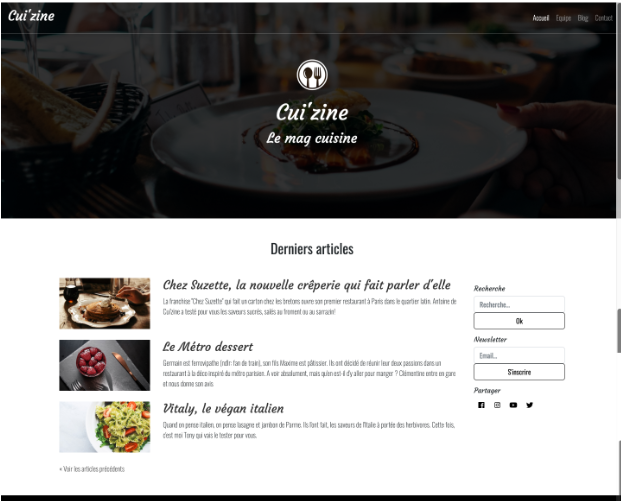 Cui'zine
Accueil Equipe Blog Contact
Cui'zine
Le mag cuisine
Derniers articles
Chez Suzette, la nouvelle crêperie qui fait parler d'elle
La franchise "Chez Suzette" qui fait un carton chez les bretons ouvre son premier restaurant à Paris dans le quartier latin. Antoine de
Cui'zine a testé pour vous les saveurs sucrés, salés au froment ou au sarrazin!
Le Métro dessert
Germain est ferrovipathe (ndlr: fan de train), son fils Maxime est pâtissier. Ils ont décidé de réunir leur deux passions dans un
restaurant à la déco inspiré du métro parisien. A voir absolument, mais qu'en est-il d'y aller pour manger ? Clémentine entre en gare
et nous donne son avis.
Vitaly, le végan italien
Quand on pense italien, on pense lasagne et jambon de Parme. Ils l'ont fait, les saveurs de l'Italie à portée des herbivores. Cette fois,
c'est moi Tony qui vais le tester pour vous.
« Voir les articles précédents
Recherche
Recherche...
Ok
Newsletter
Email...
S'inscrire
Partager